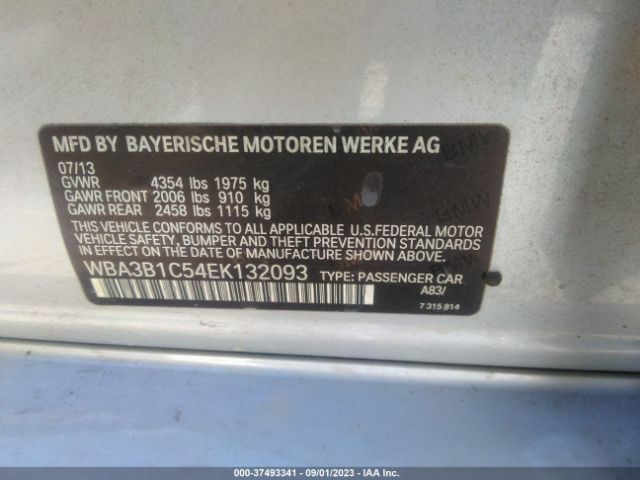 MFD BY BAYERISCHE MOTOREN WERKE AG
07/13
GVWR 4354 lbs 1975 kg
GAWR FRONT 2006 lbs 910 kg
GAWR REAR 2458 lbs 1115 kg
THIS VEHICLE CONFORMS TO ALL APPLICABLE U.S.FEDERAL MOTOR
VEHICLE SAFETY, BUMPER AND THEFT PREVENTION STANDARDS
IN EFFECT ON THE DATE OF MANUFACTURE SHOWN ABOVE.
WBA3B1C54EK132093 TYPE: PASSENGER CAR
A83/
7 315 814
BMW
BMW
000-37493341 - 09/01/2023 - IAA Inc.